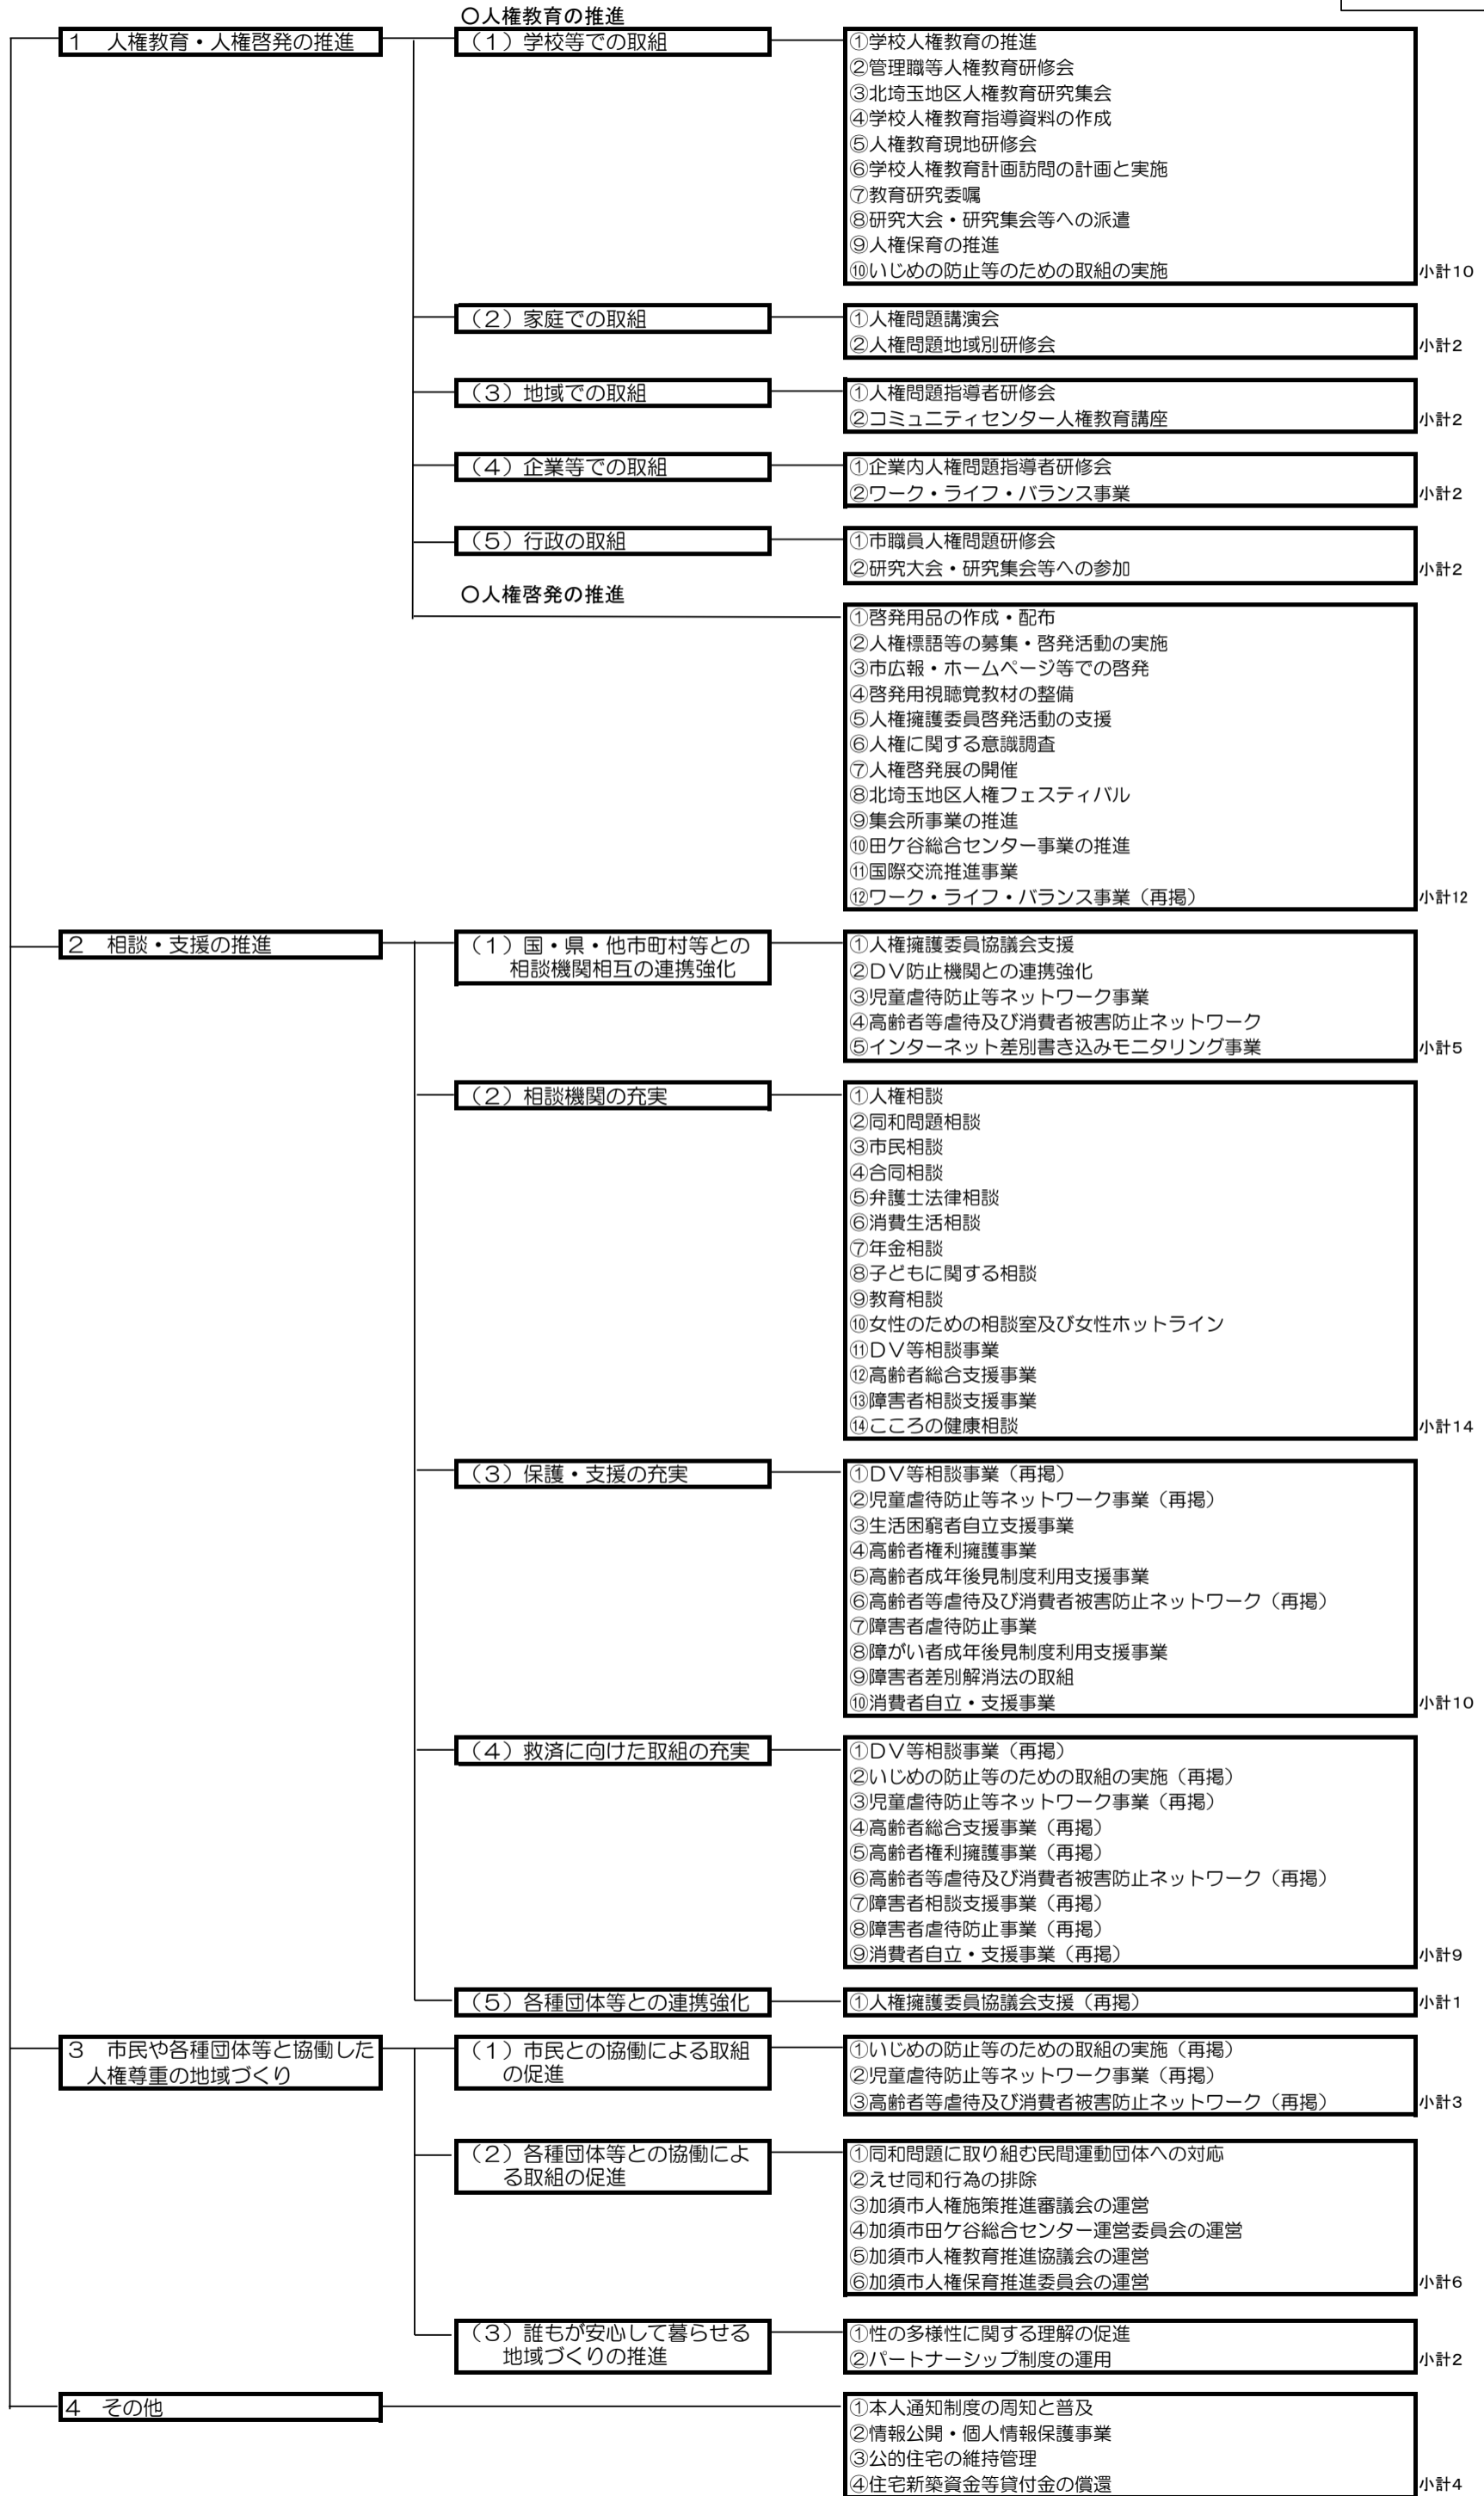 ○人権教育の推進
1　人権教育・人権啓発の推進
（1）学校等での取組
①学校人権教育の推進
②管理職等人権教育研修会
③北埼玉地区人権教育研究集会
④学校人権教育指導資料の作成
⑤人権教育現地研修会
⑥学校人権教育計画訪問の計画と実施
⑦教育研究委嘱
⑧研究大会・研究集会等への派遣
⑨人権保育の推進
⑩いじめの防止等のための取組の実施
小計10
（2）家庭での取組
①人権問題講演会
②人権問題地域別研修会
小計2
（3）地域での取組
①人権問題指導者研修会
②コミュニティセンター人権教育講座
小計2
（4）企業等での取組
①企業内人権問題指導者研修会
②ワーク・ライフ・バランス事業
小計2
（5）行政の取組
①市職員人権問題研修会
②研究大会・研究集会等への参加
小計2
○人権啓発の推進
①啓発用品の作成・配布
②人権標語等の募集・啓発活動の実施
③市広報・ホームページ等での啓発
④啓発用視聴覚教材の整備
⑤人権擁護委員啓発活動の支援
⑥人権に関する意識調査
⑦人権啓発展の開催
⑧北埼玉地区人権フェスティバル
⑨集会所事業の推進
⑩田ケ谷総合センター事業の推進
⑪国際交流推進事業
⑫ワーク・ライフ・バランス事業（再掲）
小計12
2　相談・支援の推進
（1）国・県・他市町村等との
相談機関相互の連携強化
①人権擁護委員協議会支援
②ＤＶ防止機関との連携強化
③児童虐待防止等ネットワーク事業
④高齢者等虐待及び消費者被害防止ネットワーク
⑤インターネット差別書き込みモニタリング事業
小計5
（2）相談機関の充実
①人権相談
②同和問題相談
③市民相談
④合同相談
⑤弁護士法律相談
⑥消費生活相談
⑦年金相談
⑧子どもに関する相談
⑨教育相談
⑩女性のための相談室及び女性ホットライン
⑪ＤＶ等相談事業
⑫高齢者総合支援事業
⑬障害者相談支援事業
⑭こころの健康相談
小計14
（3）保護・支援の充実
①ＤＶ等相談事業（再掲）
②児童虐待防止等ネットワーク事業（再掲）
③生活困窮者自立支援事業
④高齢者権利擁護事業
⑤高齢者成年後見制度利用支援事業
⑥高齢者等虐待及び消費者被害防止ネットワーク（再掲）
⑦障害者虐待防止事業
⑧障がい者成年後見制度利用支援事業
⑨障害者差別解消法の取組
⑩消費者自立・支援事業
小計10
（4）救済に向けた取組の充実
①ＤＶ等相談事業（再掲）
②いじめの防止等のための取組の実施（再掲）
③児童虐待防止等ネットワーク事業（再掲）
④高齢者総合支援事業（再掲）
⑤高齢者権利擁護事業（再掲）
⑥高齢者等虐待及び消費者被害防止ネットワーク（再掲）
⑦障害者相談支援事業（再掲）
⑧障害者虐待防止事業（再掲）
⑨消費者自立・支援事業（再掲）
小計9
（5）各種団体等との連携強化
①人権擁護委員協議会支援（再掲）
小計1
3　市民や各種団体等と協働した
人権尊重の地域づくり
（1）市民との協働による取組
の促進
①いじめの防止等のための取組の実施（再掲）
②児童虐待防止等ネットワーク事業（再掲）
③高齢者等虐待及び消費者被害防止ネットワーク（再掲）
小計3
（2）各種団体等との協働によ
る取組の促進
①同和問題に取り組む民間運動団体への対応
②えせ同和行為の排除
③加須市人権施策推進審議会の運営
④加須市田ケ谷総合センター運営委員会の運営
⑤加須市人権教育推進協議会の運営
⑥加須市人権保育推進委員会の運営
小計6
（3）誰もが安心して暮らせる
地域づくりの推進
①性の多様性に関する理解の促進
②パートナーシップ制度の運用
小計2
4　その他
①本人通知制度の周知と普及
②情報公開・個人情報保護事業
③公的住宅の維持管理
④住宅新築資金等貸付金の償還
小計4